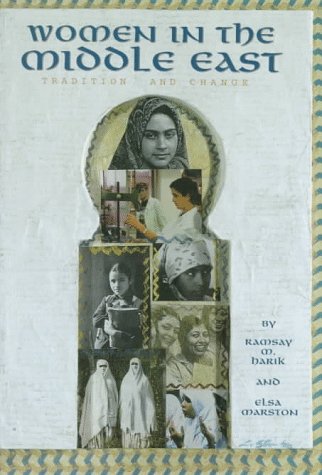 WOMEN IN THE
MIDDLE EAST
TRADITION AND CHANGE
BY
RAMSAY
M.
HARIK
AND
ELSA
MARSTON